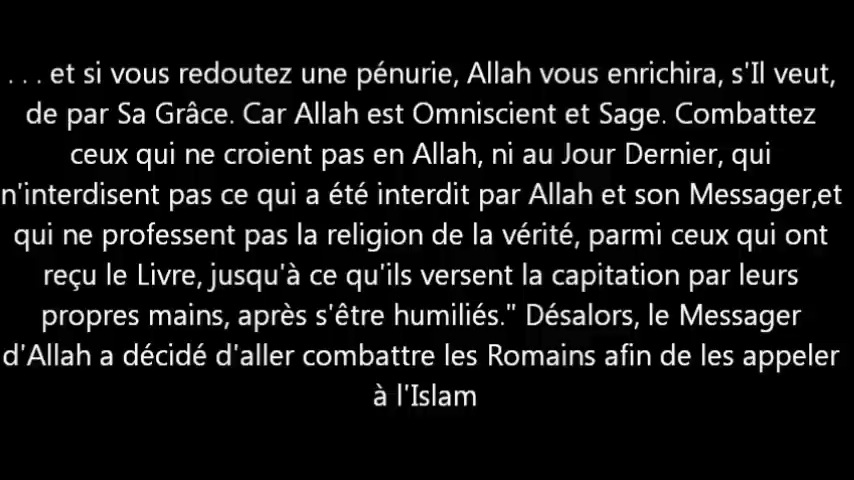 . . . et si vous redoutez une pénurie, Allah vous enrichira, s'Il veut,
de par Sa Grâce. Car Allah est Omniscient et Sage. Combattez
ceux qui ne croient pas en Allah, ni au Jour Dernier, qui
n'interdisent pas ce qui a été interdit par Allah et son Messager,et
qui ne professent pas la religion de la vérité, parmi ceux qui ont
reçu le Livre, jusqu'à ce qu'ils versent la capitation par leurs
propres mains, après s'être humiliés." Désalors, le Messager
d'Allah a décidé d'aller combattre les Romains afin de les appeler
à l'Islam